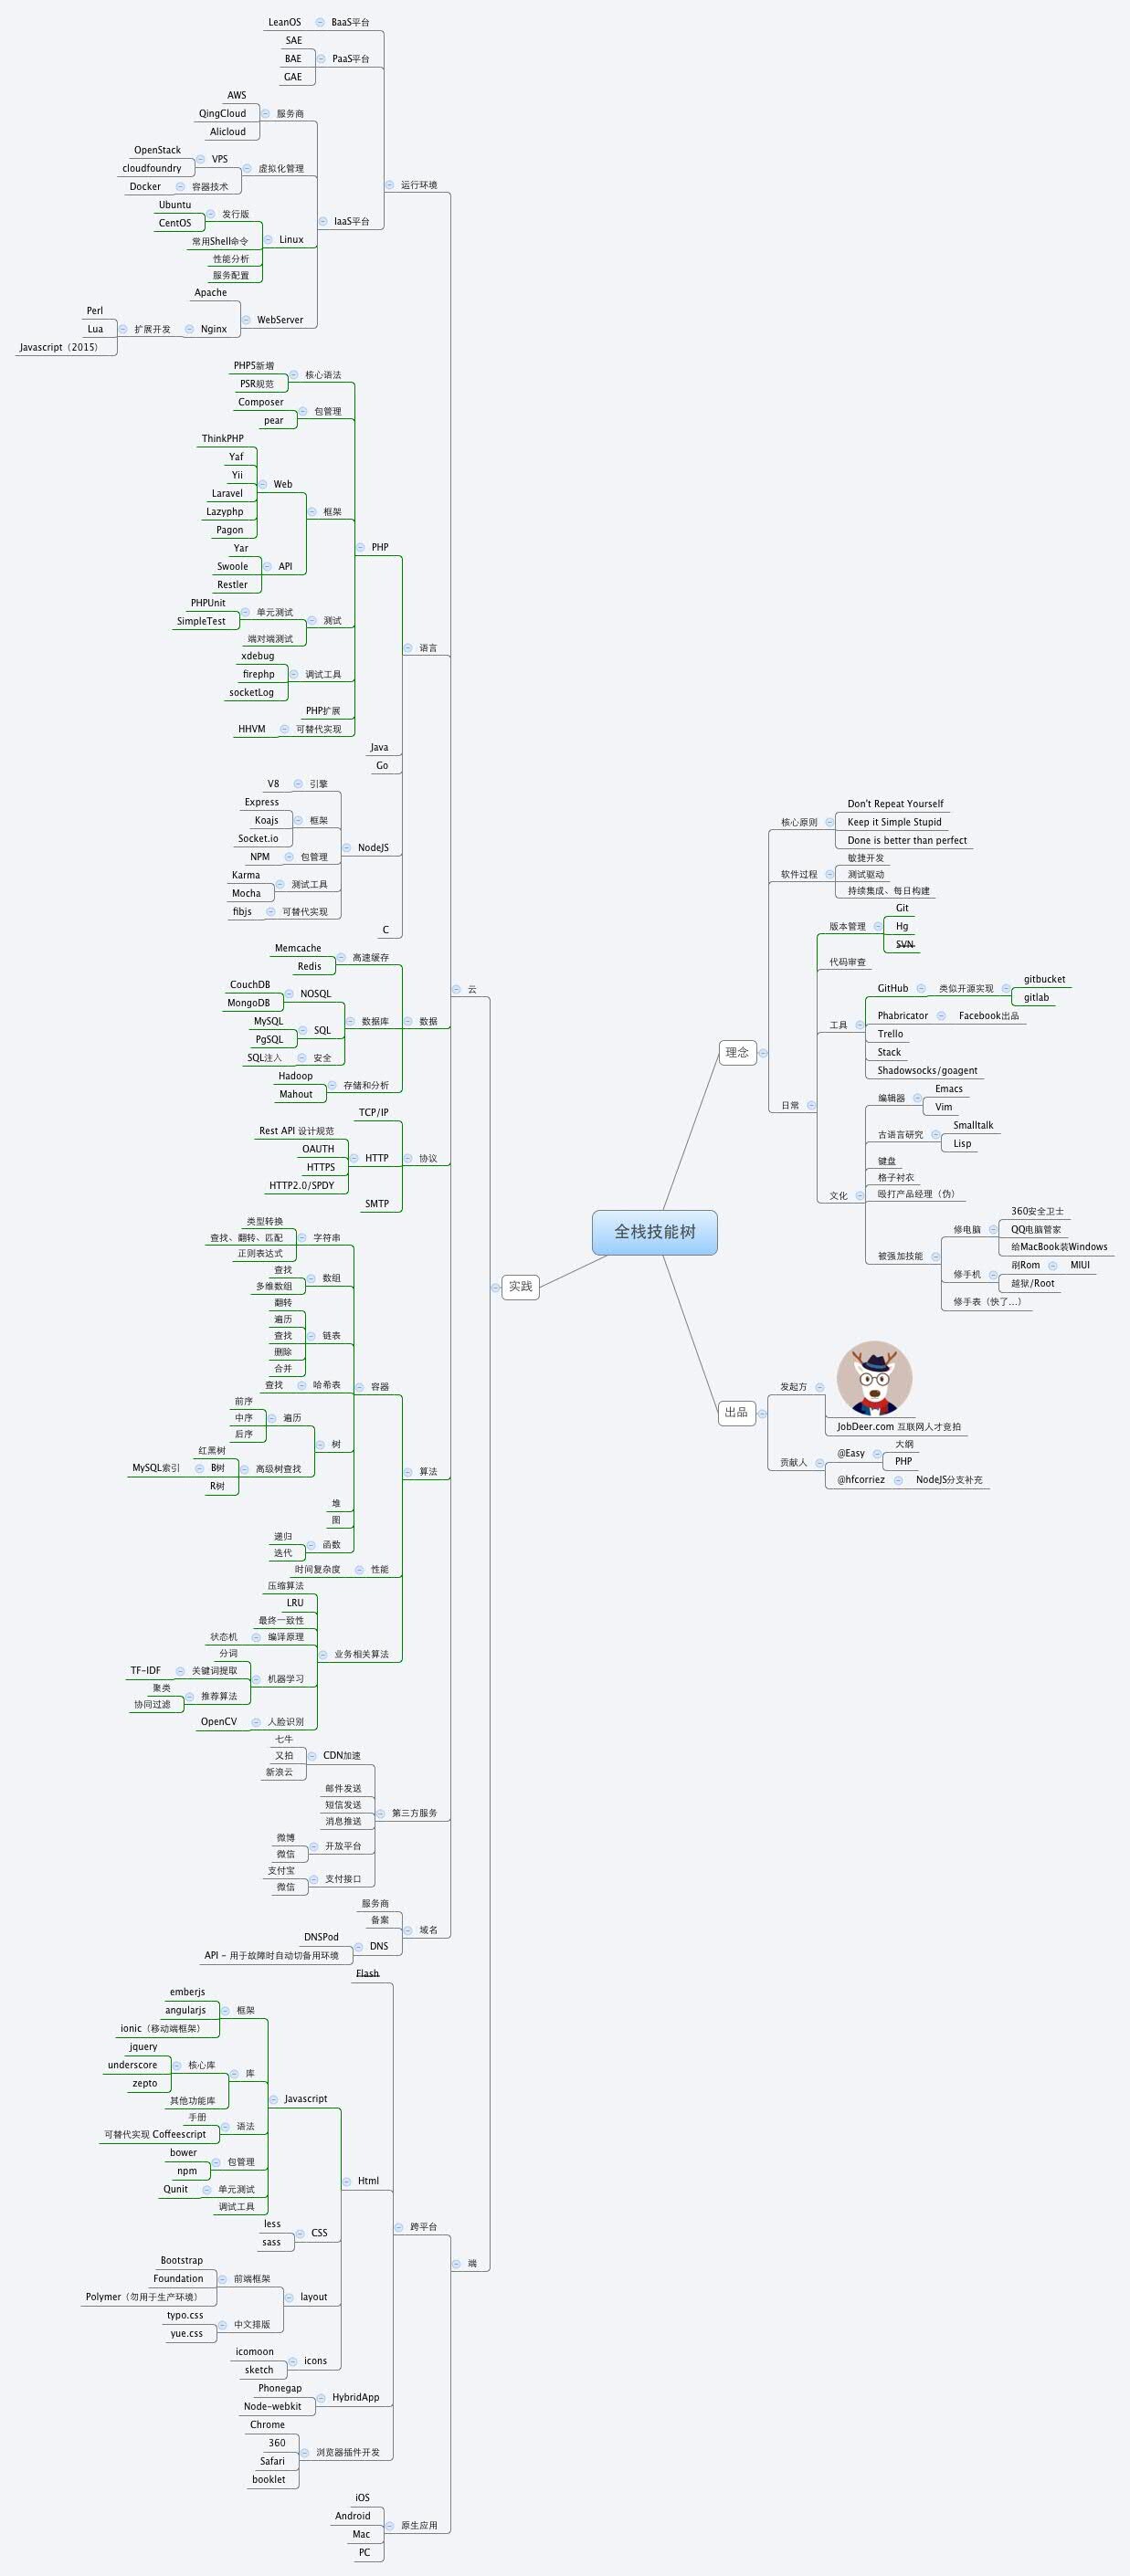 LeanOS
BaaS平台
SAE
BAE
PaaS平台
GAE
AWS
QingCloud
服务商
Alicloud
OpenStack
VPS
cloudfoundry
虚拟化管理
Docker
容器技术
运行环境
Ubuntu
发行版
CentOS
IaaS平台
常用Shell命令
Linux
性能分析
服务配置
Apache
WebServer
Perl
Lua
扩展开发
Nginx
Javascript（2015）
PHP5新增
核心语法
PSR规范
Composer
包管理
pear
ThinkPHP
Yaf
Yii
Web
Laravel
Lazyphp
框架
Pagon
Yar
PHP
Swoole
API
Restler
PHPUnit
单元测试
SimpleTest
测试
端对端测试
语言
xdebug
firephp
调试工具
socketLog
PHP扩展
HHVM
可替代实现
Java
Go
V8
引擎
Express
Koajs
框架
Socket.io
NodeJS
NPM
包管理
Karma
测试工具
Mocha
fibjs
可替代实现
C
Memcache
高速缓存
Redis
CouchDB
NOSQL
云
MongoDB
MySQL
SQL
数据库
数据
PgSQL
SQL注入
安全
Hadoop
存储和分析
Mahout
TCP/IP
Rest API 设计规范
OAUTH
HTTP
协议
HTTPS
HTTP2.0/SPDY
SMTP
类型转换
查找、翻转、匹配
字符串
正则表达式
查找
数组
多维数组
翻转
遍历
查找
链表
删除
合并
查找
哈希表
容器
前序
中序
遍历
后序
树
红黑树
MySQL索引
B树
高级树查找
算法
R树
堆
图
递归
函数
迭代
时间复杂度
性能
压缩算法
LRU
最终一致性
状态机
编译原理
业务相关算法
分词
TF-IDF
关键词提取
机器学习
聚类
推荐算法
协同过滤
OpenCV
人脸识别
七牛
又拍
CDN加速
新浪云
邮件发送
短信发送
第三方服务
消息推送
微博
开放平台
微信
支付宝
支付接口
微信
服务商
备案
域名
DNSPod
DNS
API - 用于故障时自动切备用环境
Flash
emberjs
angularjs
框架
ionic（移动端框架）
jquery
underscore
核心库
库
zepto
其他功能库
Javascript
手册
语法
可替代实现 Coffeescript
bower
包管理
npm
Html
Qunit
单元测试
调试工具
less
CSS
sass
跨平台
Bootstrap
Foundation
前端框架
端
Polymer（勿用于生产环境）
layout
typo.css
中文排版
yue.css
icomoon
icons
sketch
Phonegap
HybridApp
Node-webkit
Chrome
360
浏览器插件开发
Safari
booklet
iOS
Android
原生应用
Mac
PC
实践
全栈技能树
理念
核心原则
Don't Repeat Yourself
Keep it Simple Stupid
Done is better than perfect
软件过程
敏捷开发
测试驱动
持续集成、每日构建
日常
版本管理
Git
Hg
SVN
代码审查
工具
GitHub
类似开源实现
gitbucket
gitlab
Phabricator
Facebook出品
Trello
Stack
Shadowsocks/goagent
文化
编辑器
Emacs
Vim
古语言研究
Smalltalk
Lisp
键盘
格子衬衣
殴打产品经理（伪）
被强加技能
修电脑
360安全卫士
QQ电脑管家
给MacBook装Windows
修手机
刷Rom
MIUI
越狱/Root
修手表（快了...）
出品
发起方
JobDeer.com 互联网人才竞拍
贡献人
@Easy
大纲
PHP
@hfcorriez
NodeJS分支补充